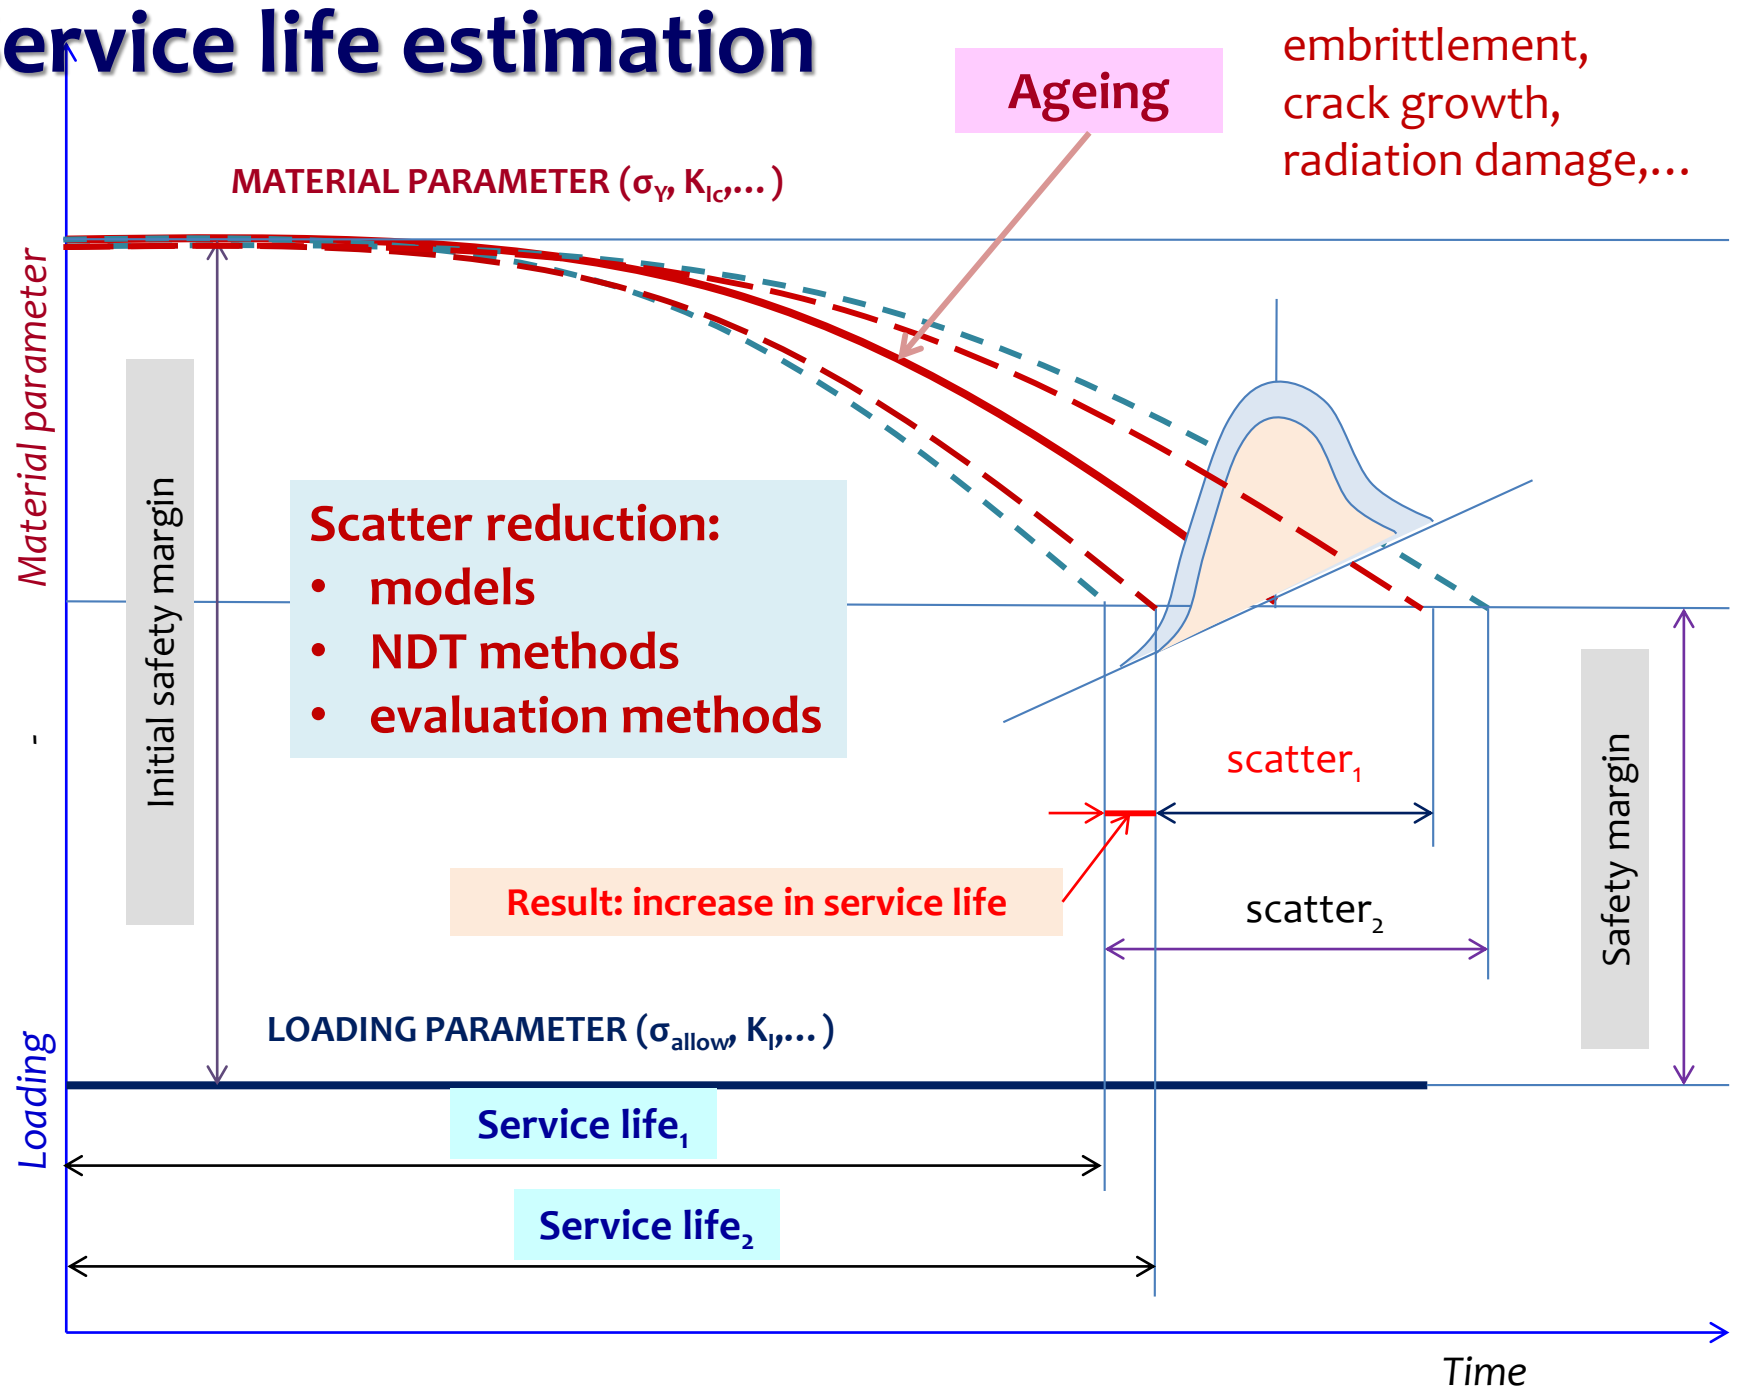 ervice life estimation
Ageing
embrittlement,
crack growth,
radiation damage,...
MATERIAL PARAMETER (σY, KIc,... )
Material parameter
Initial safety margin
Scatter reduction:
• models
• NDT methods
• evaluation methods
-
scatter1
Result: increase in service life
scatter2
Safety margin
LOADING PARAMETER (σallow, KI,... )
Loading
Service life1
Service life2
Time